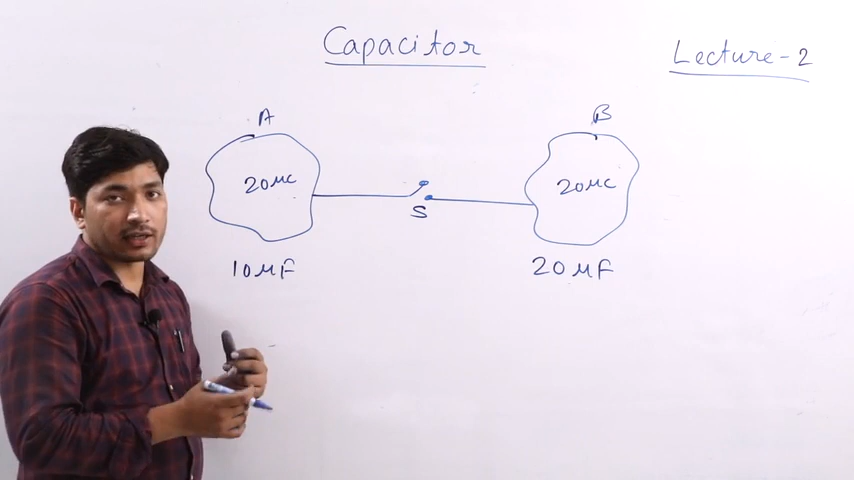 Capacitor
Lecture-2
A
B
20μc
20μc
S
10μF
20μF